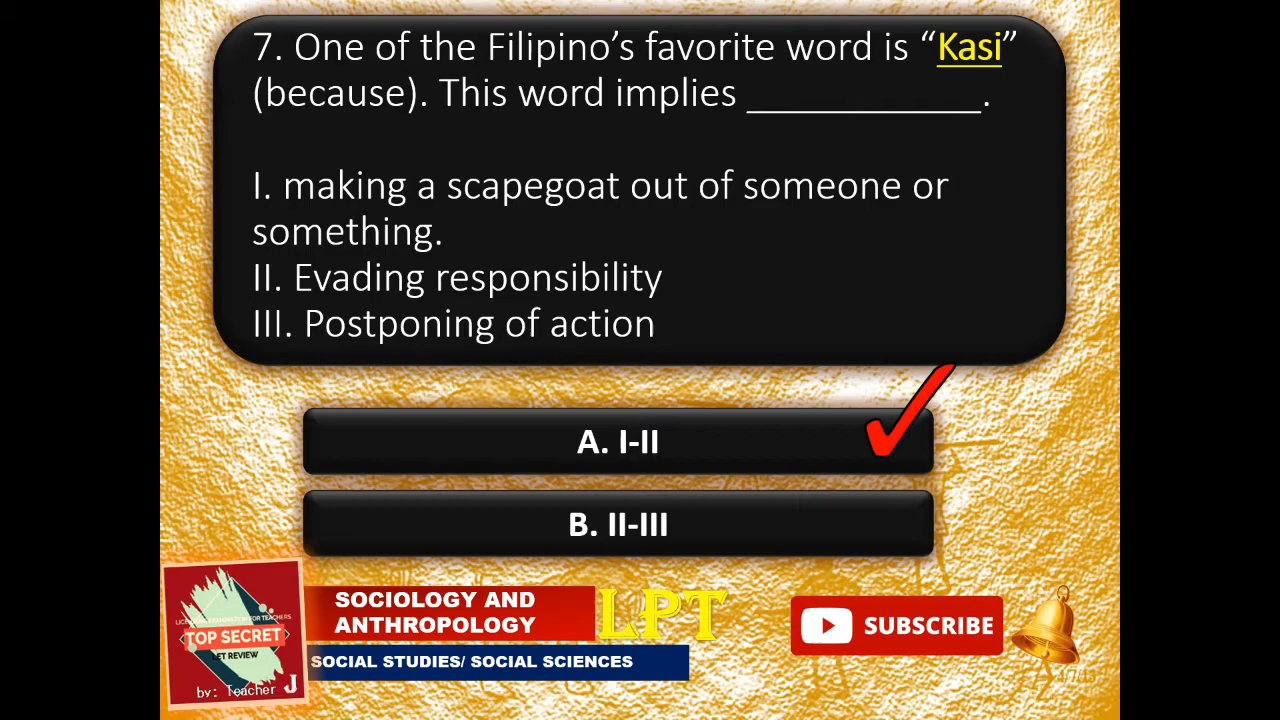 7. One of the Filipino’s favorite word is “Kasi”
(because). This word implies ____________.
I. making a scapegoat out of someone or
something.
II. Evading responsibility
III. Postponing of action
A. I-II
B. II-III
SOCIOLOGY AND
ANTHROPOLOGY
LPT
SOCIAL STUDIES/ SOCIAL SCIENCES
TOP SECRET
LET REVIEW
by: Teacher J
SUBSCRIBE